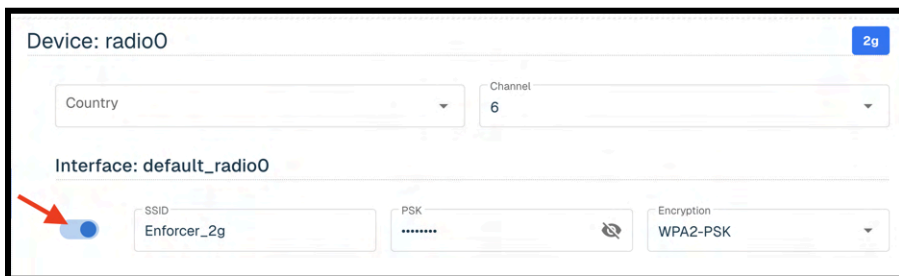 Device: radio0
2g
Country
Channel
6
Interface: default_radio0
SSID
Enforcer_2g
PSK
••••••••
Encryption
WPA2-PSK